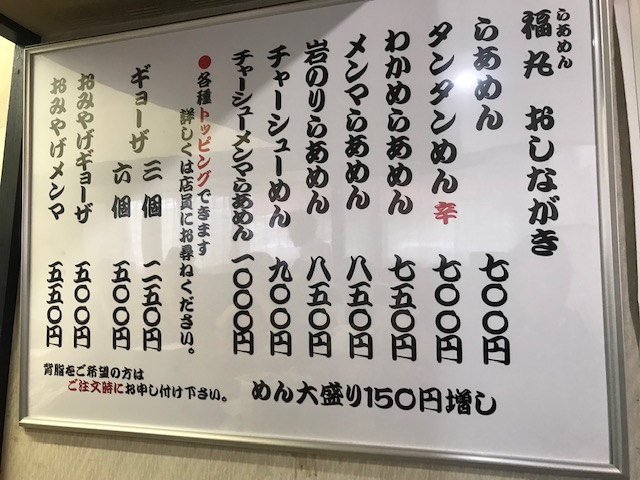 らあめん
福丸 おしながき
らあめん 七〇〇円
タンタンめん 辛 七〇〇円
わかめらあめん 七五〇円
メンマらあめん 八五〇円
岩のりらあめん 八五〇円
チャーシューめん 九〇〇円
チャーシューメンマらあめん 一〇〇〇円
●各種トッピングできます
詳しくは店員にお尋ねください。
ギョーザ 三個 二五〇円
六個 五〇〇円
おみやげギョーザ 五〇〇円
おみやげメンマ 五五〇円
背脂をご希望の方は
ご注文時にお申し付け下さい。
めん大盛り150円増し